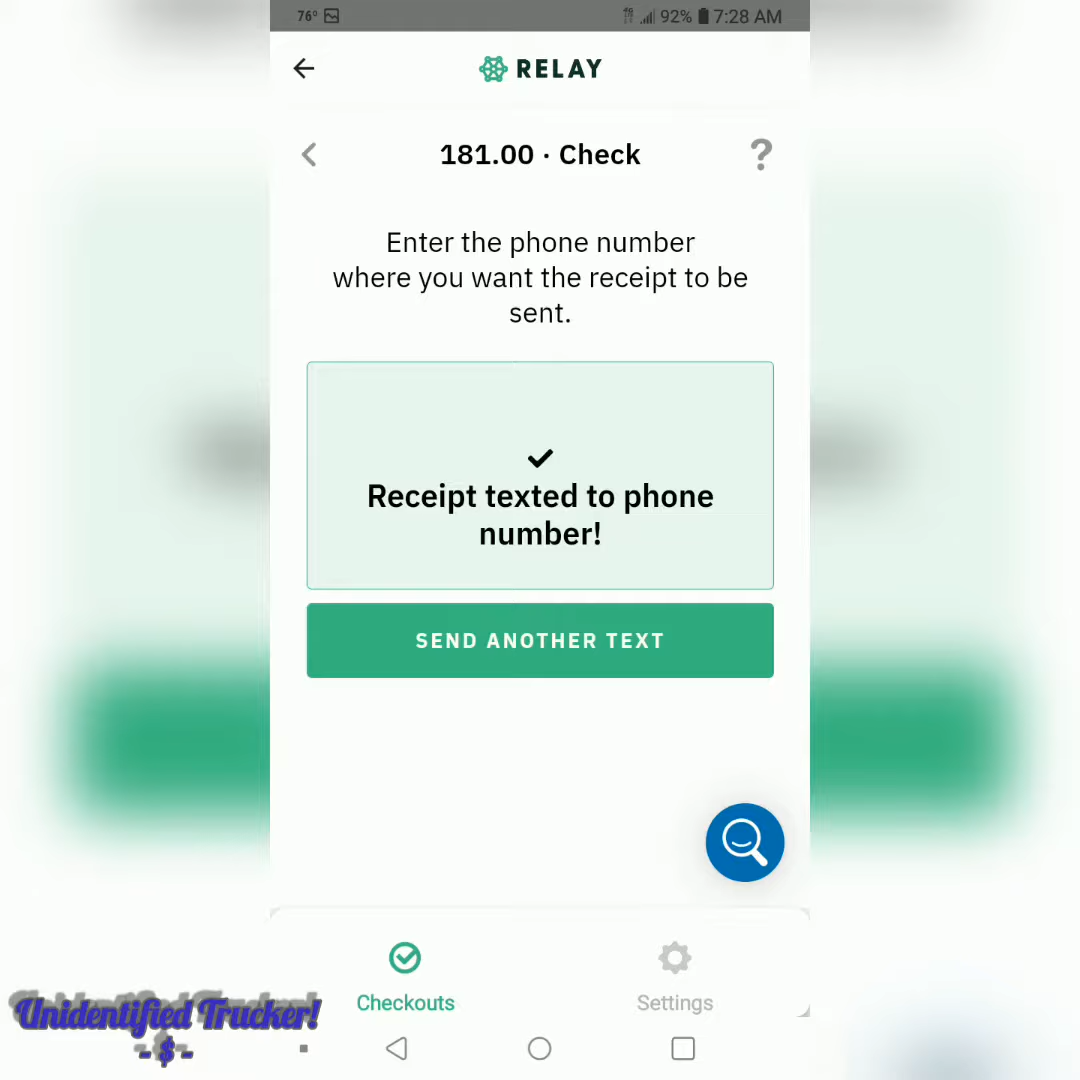 76° 4G 92% 7:28 AM
RELAY
181.00 · Check ?
Enter the phone number
where you want the receipt to be
sent.
Receipt texted to phone
number!
SEND ANOTHER TEXT
Checkouts Settings
Unidentified Trucker!
-$-